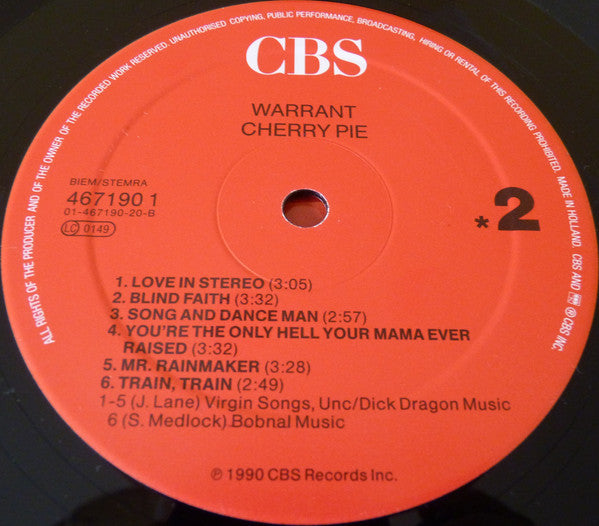 ALL RIGHTS OF THE PRODUCER AND OF THE OWNER OF THE RECORDED WORK RESERVED. UNAUTHORISED COPYING, PUBLIC PERFORMANCE, BROADCASTING, HIRING OR RENTAL OF THIS RECORDING PROHIBITED. MADE IN HOLLAND. CBS AND ℗ © CBS INC.
CBS
WARRANT
CHERRY PIE
BIEM/STEMRA
467190 1
01-467190-20-B
LC 0149
*2
1. LOVE IN STEREO (3:05)
2. BLIND FAITH (3:32)
3. SONG AND DANCE MAN (2:57)
4. YOU'RE THE ONLY HELL YOUR MAMA EVER
RAISED (3:32)
5. MR. RAINMAKER (3:28)
6. TRAIN, TRAIN (2:49)
1-5 (J. Lane) Virgin Songs, Unc/Dick Dragon Music
6 (S. Medlock) Bobnal Music
℗ 1990 CBS Records Inc.